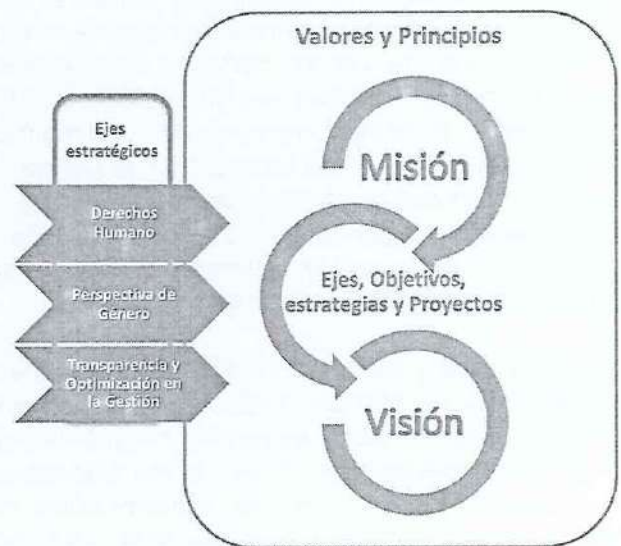 Valores y Principios
Ejes
estratégicos
Derechos
Humano
Perspectiva de
Género
Transparencia y
Optimización en
la Gestión
Misión
Ejes, Objetivos,
estrategias y Proyectos
Visión